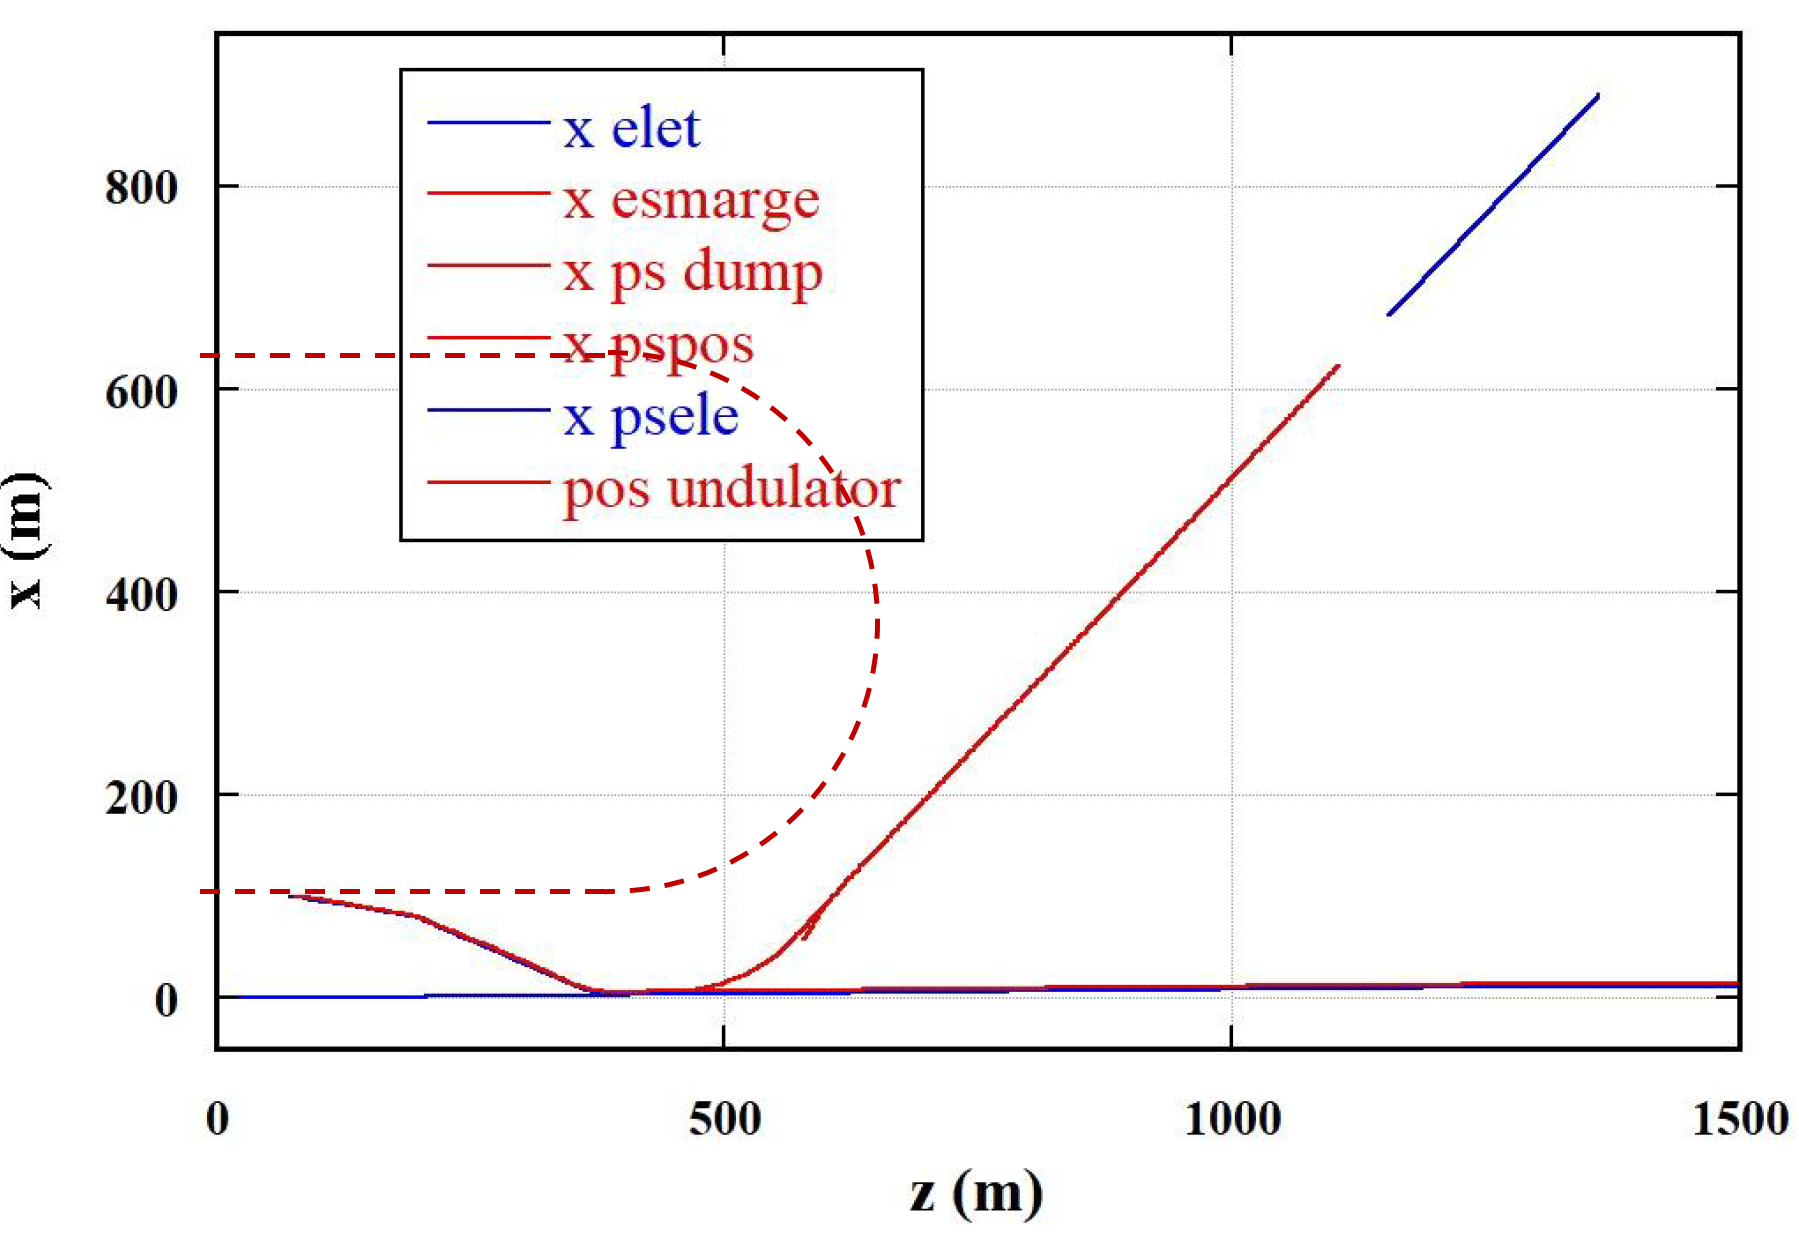 x elet
x esmarge
x ps dump
x pspos
x psele
pos undulator
800
600
400
200
0
x (m)
0 500 1000 1500
z (m)